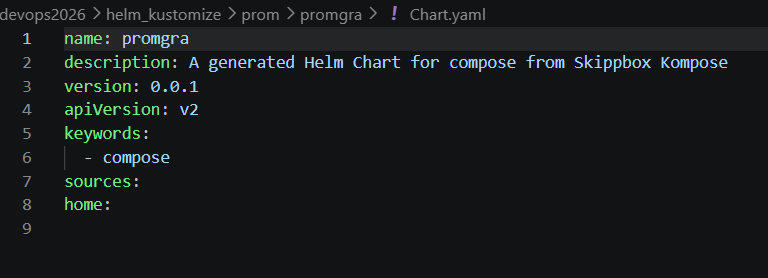 devops2026 > helm_kustomize > prom > promgra > ! Chart.yaml
1 name: promgra
2 description: A generated Helm Chart for compose from Skippbox Kompose
3 version: 0.0.1
4 apiVersion: v2
5 keywords:
6   - compose
7 sources:
8 home:
9